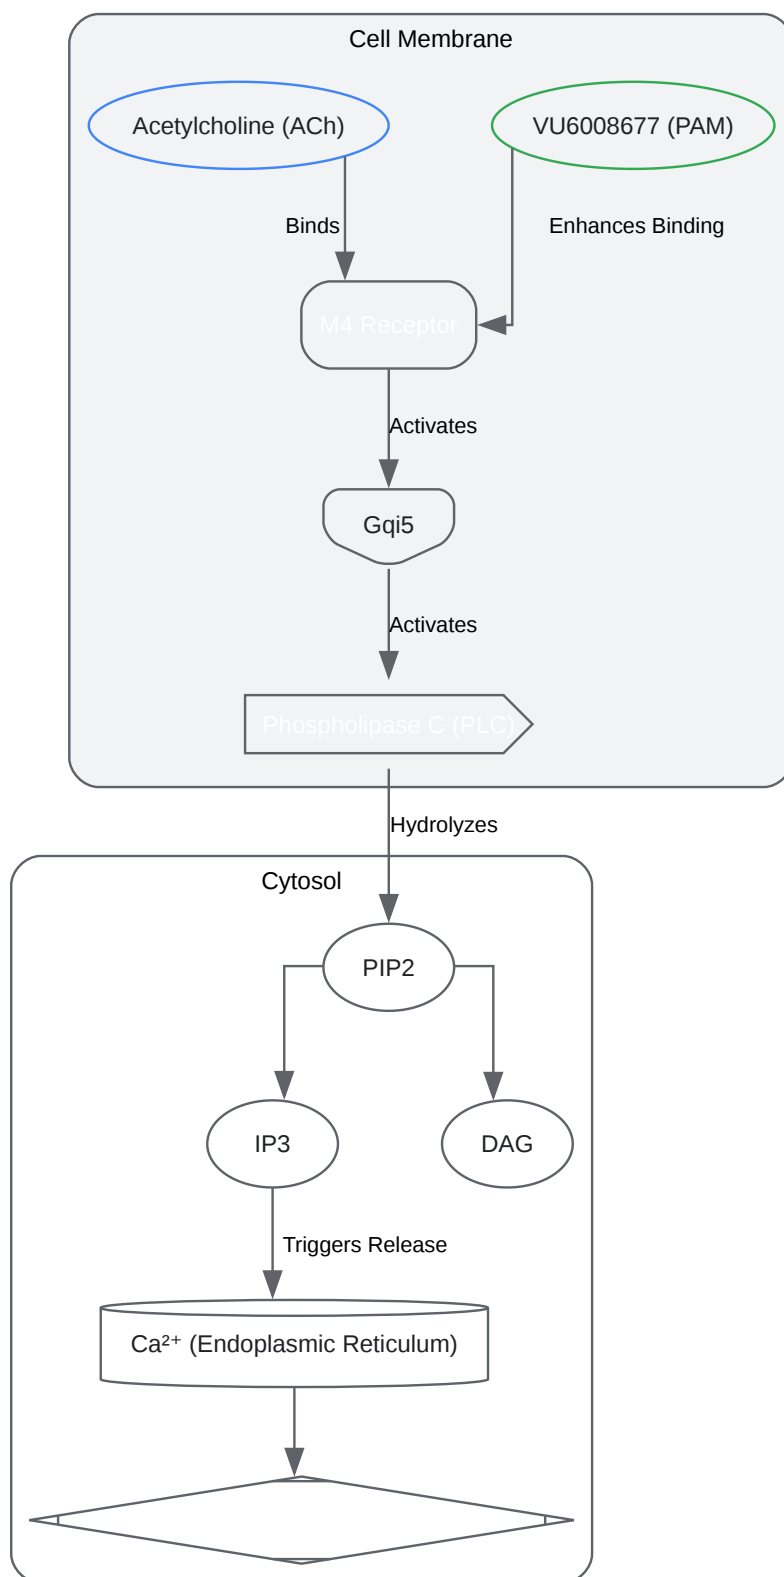 Cell Membrane
Acetylcholine (ACh)
VU6008677 (PAM)
Binds
Enhances Binding
M4 Receptor
Activates
Gqi5
Activates
Phospholipase C (PLC)
Hydrolyzes
Cytosol
PIP2
IP3
DAG
Triggers Release
Ca²⁺ (Endoplasmic Reticulum)